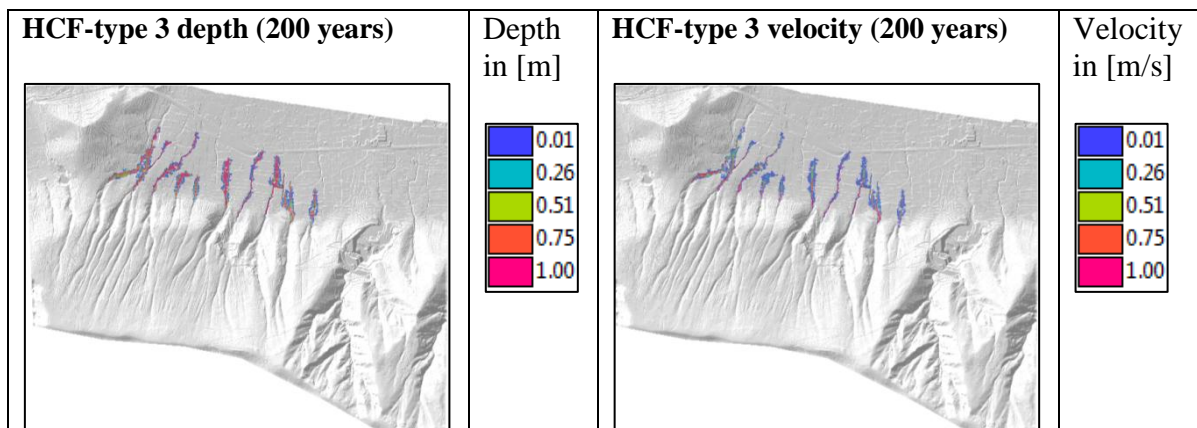 HCF-type 3 depth (200 years)
Depth
in [m]
0.01
0.26
0.51
0.75
1.00
HCF-type 3 velocity (200 years)
Velocity
in [m/s]
0.01
0.26
0.51
0.75
1.00